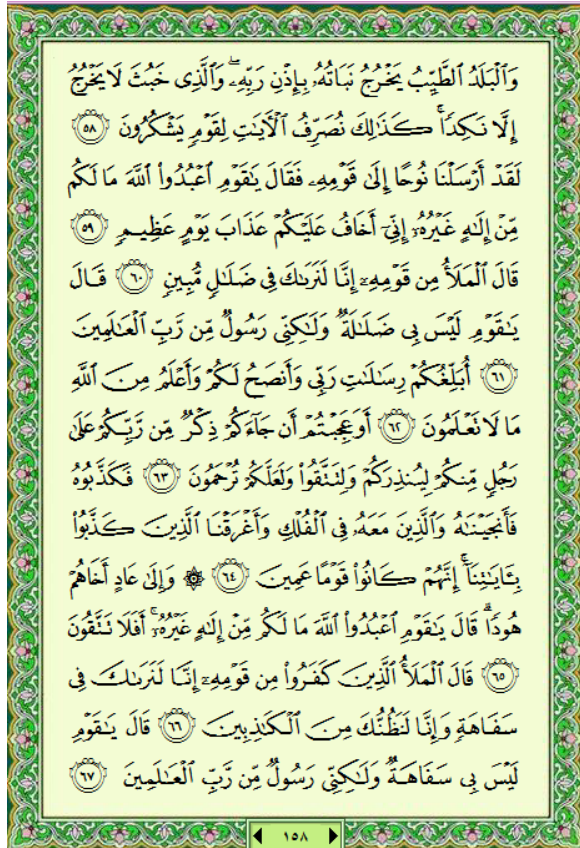 وَٱلْبَلَدُ ٱلطَّيِّبُ يَخْرُجُ نَبَاتُهُۥ بِإِذْنِ رَبِّهِۦ ۖ وَٱلَّذِى خَبُثَ لَا يَخْرُجُ
إِلَّا نَكِدًا ۚ كَذَٰلِكَ نُصَرِّفُ ٱلْـَٔايَٰتِ لِقَوْمٍ يَشْكُرُونَ ٥٨
لَقَدْ أَرْسَلْنَا نُوحًا إِلَىٰ قَوْمِهِۦ فَقَالَ يَٰقَوْمِ ٱعْبُدُوا۟ ٱللَّهَ مَا لَكُم
مِّنْ إِلَٰهٍ غَيْرُهُۥٓ إِنِّىٓ أَخَافُ عَلَيْكُمْ عَذَابَ يَوْمٍ عَظِيمٍ ٥٩
قَالَ ٱلْمَلَأُ مِن قَوْمِهِۦٓ إِنَّا لَنَرَىٰكَ فِى ضَلَٰلٍ مُّبِينٍ ٦٠ قَالَ
يَٰقَوْمِ لَيْسَ بِى ضَلَٰلَةٌ وَلَٰكِنِّى رَسُولٌ مِّن رَّبِّ ٱلْعَٰلَمِينَ
٦١ أُبَلِّغُكُمْ رِسَٰلَٰتِ رَبِّى وَأَنصَحُ لَكُمْ وَأَعْلَمُ مِنَ ٱللَّهِ
مَا لَا تَعْلَمُونَ ٦٢ أَوَعَجِبْتُمْ أَن جَآءَكُمْ ذِكْرٌ مِّن رَّبِّكُمْ عَلَىٰ
رَجُلٍ مِّنكُمْ لِيُنذِرَكُمْ وَلِتَتَّقُوا۟ وَلَعَلَّكُمْ تُرْحَمُونَ ٦٣ فَكَذَّبُوهُ
فَأَنجَيْنَٰهُ وَٱلَّذِينَ مَعَهُۥ فِى ٱلْفُلْكِ وَأَغْرَقْنَا ٱلَّذِينَ كَذَّبُوا۟
بِـَٔايَٰتِنَآ ۚ إِنَّهُمْ كَانُوا۟ قَوْمًا عَمِينَ ٦٤ ۞ وَإِلَىٰ عَادٍ أَخَاهُمْ
هُودًا ۗ قَالَ يَٰقَوْمِ ٱعْبُدُوا۟ ٱللَّهَ مَا لَكُم مِّنْ إِلَٰهٍ غَيْرُهُۥٓ ۚ أَفَلَا تَتَّقُونَ
٦٥ قَالَ ٱلْمَلَأُ ٱلَّذِينَ كَفَرُوا۟ مِن قَوْمِهِۦٓ إِنَّا لَنَرَىٰكَ فِى
سَفَاهَةٍ وَإِنَّا لَنَظُنُّكَ مِنَ ٱلْكَٰذِبِينَ ٦٦ قَالَ يَٰقَوْمِ
لَيْسَ بِى سَفَاهَةٌ وَلَٰكِنِّى رَسُولٌ مِّن رَّبِّ ٱلْعَٰلَمِينَ ٦٧
١٥٨